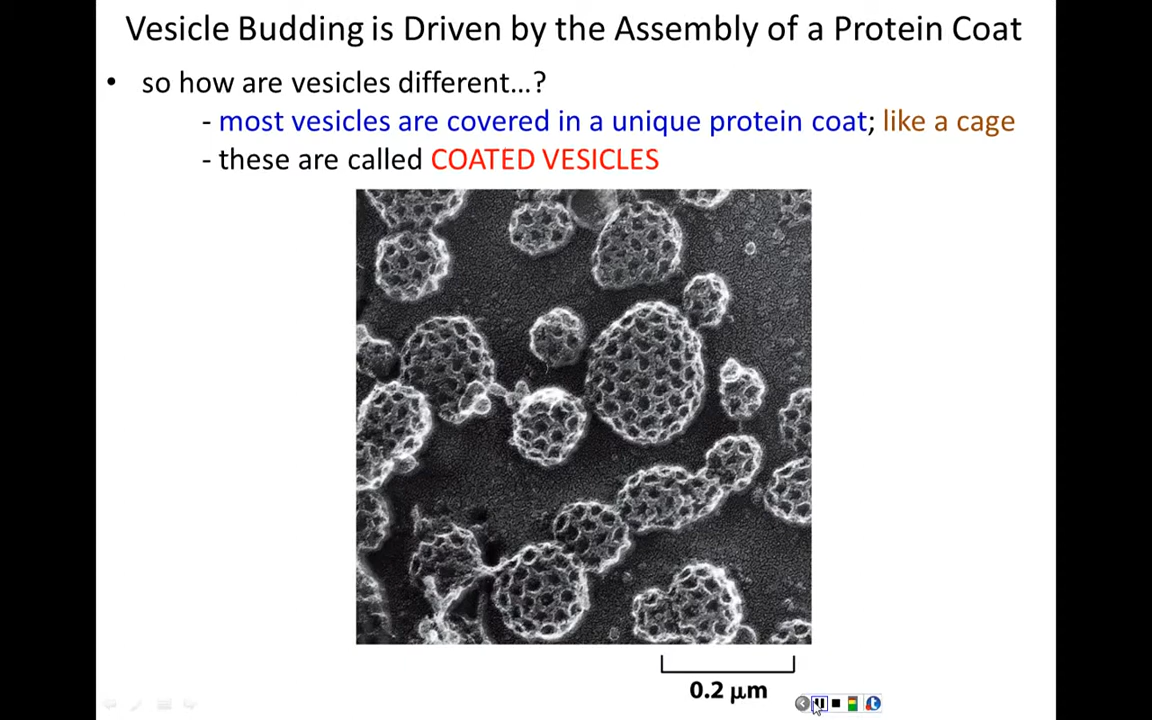 Vesicle Budding is Driven by the Assembly of a Protein Coat
• so how are vesicles different…?
- most vesicles are covered in a unique protein coat; like a cage
- these are called COATED VESICLES
0.2 µm